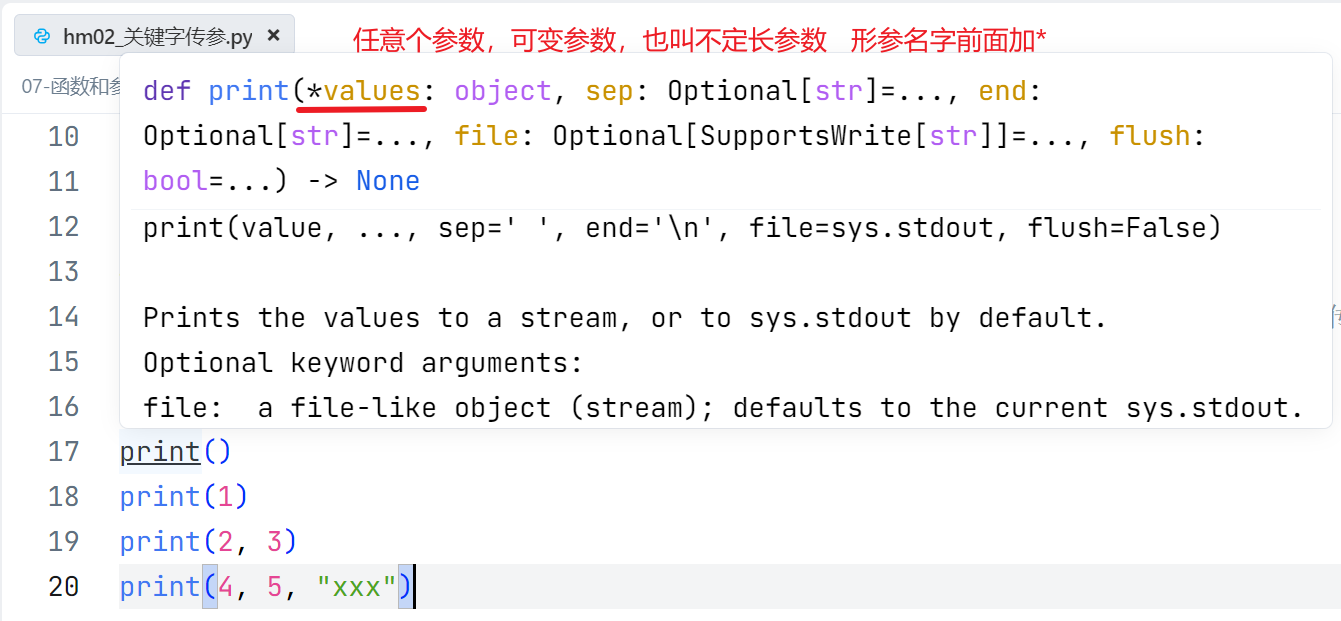 hm02_关键字传参.py ×
任意个参数，可变参数，也叫不定长参数 形参名字前面加*
07-函数和参
def print(*values: object, sep: Optional[str]=..., end:
Optional[str]=..., file: Optional[SupportsWrite[str]]=..., flush:
bool=...) -> None
print(value, ..., sep=' ', end='\n', file=sys.stdout, flush=False)
Prints the values to a stream, or to sys.stdout by default.
Optional keyword arguments:
file:  a file-like object (stream); defaults to the current sys.stdout.
10
11
12
13
14
15
16
17 print()
18 print(1)
19 print(2, 3)
20 print(4, 5, "xxx")